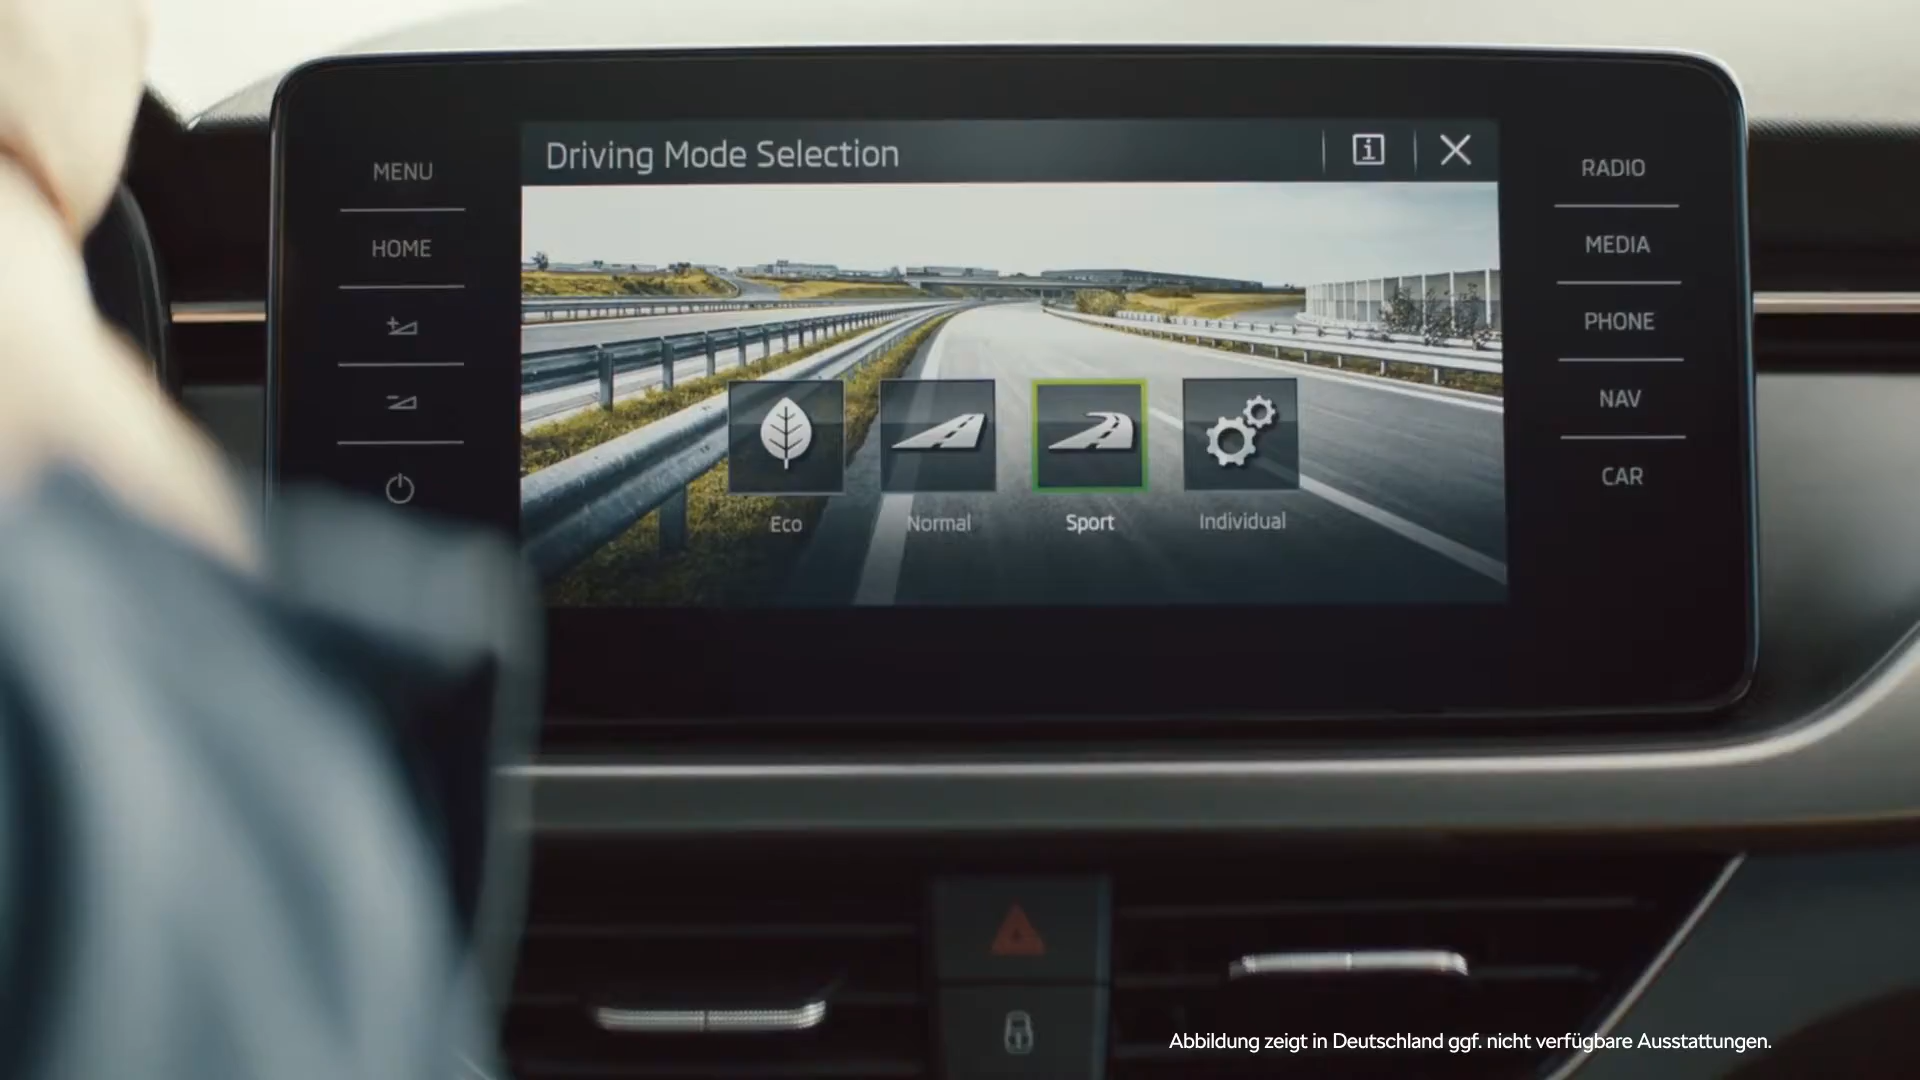 Driving Mode Selection
MENU
HOME
RADIO
MEDIA
PHONE
NAV
CAR
Eco
Normal
Sport
Individual
Abbildung zeigt in Deutschland ggf. nicht verfügbare Ausstattungen.